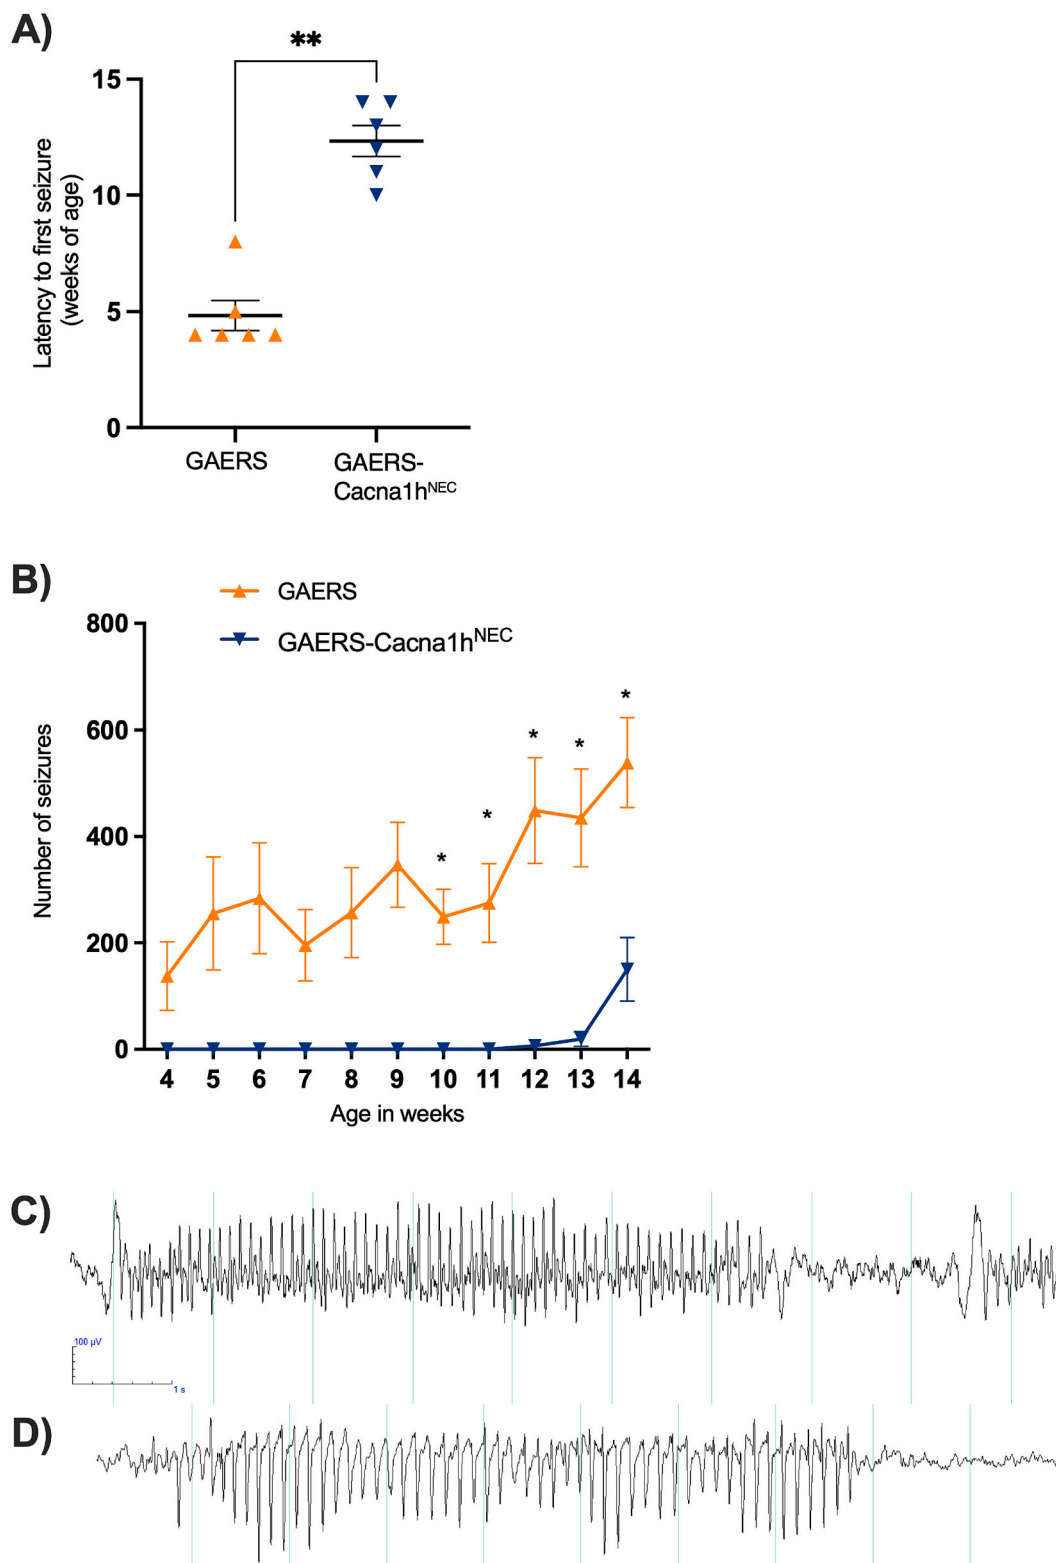 A)
**
15
10
5
0
Latency to first seizure
(weeks of age)
GAERS
GAERS-
Cacna1hNEC
B)
GAERS
GAERS-Cacna1hNEC
800
600
400
200
0
Number of seizures
*
*
*
*
*
4 5 6 7 8 9 10 11 12 13 14
Age in weeks
C)
100 µV
1 s
D)